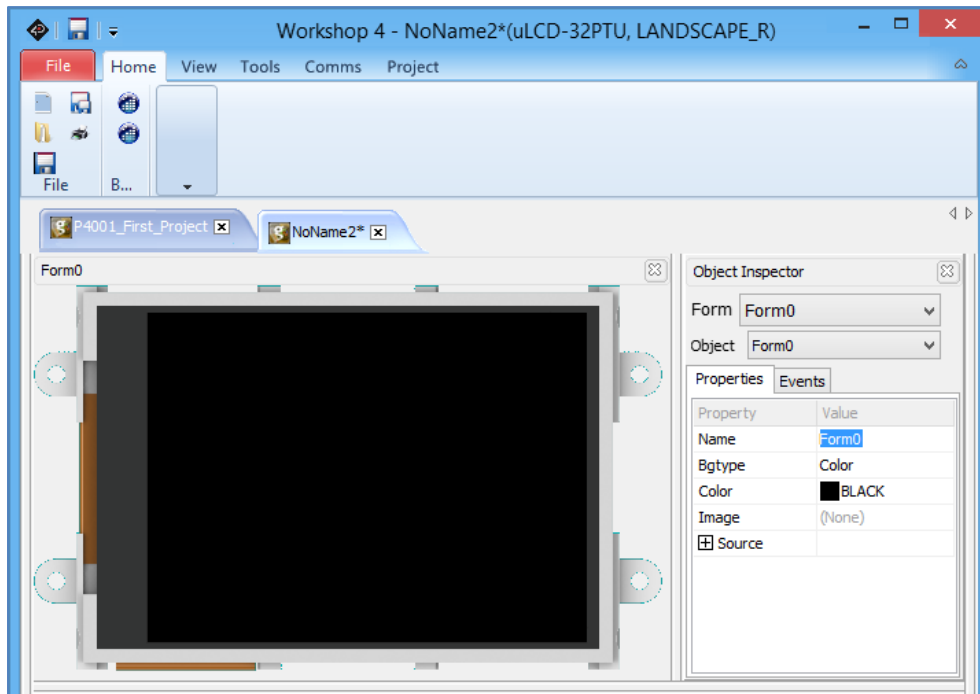 Workshop 4 - NoName2*(uLCD-32PTU, LANDSCAPE_R)
File Home View Tools Comms Project
File B...
P4001_First_Project NoName2*
Form0
Object Inspector
Form Form0
Object Form0
Properties Events
Property Value
Name Form0
Bgtype Color
Color BLACK
Image (None)
Source